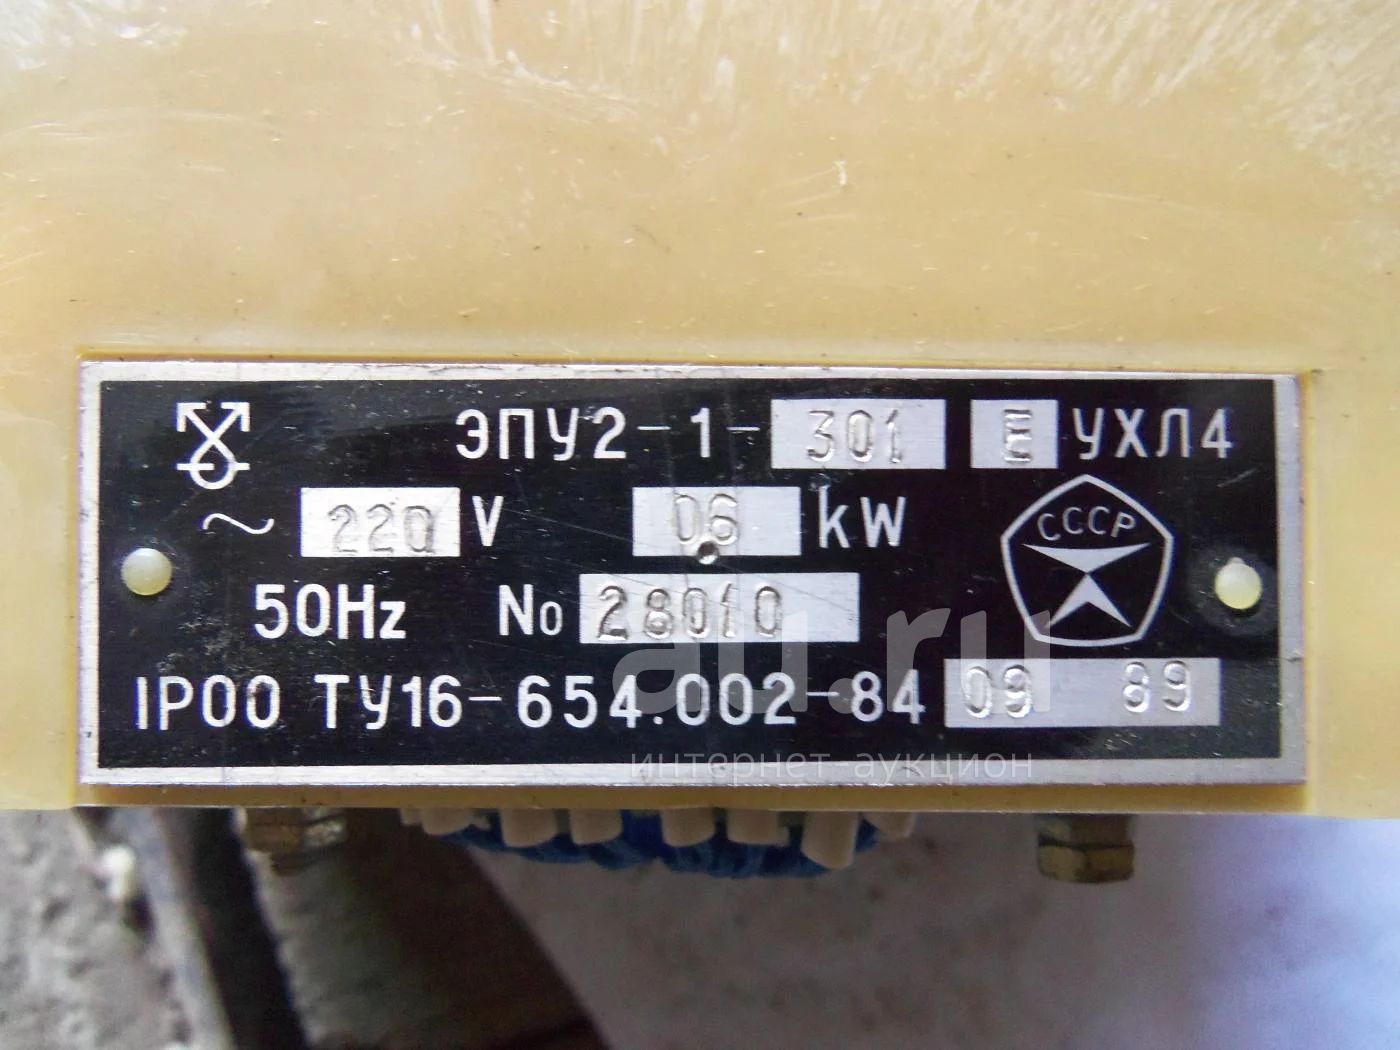 ЭПУ2-1-301 E УХЛ4
~ 220 V 06 kW
СССР
50Hz No 28010
IP00 ТУ16-654.002-84 09 89
au.ru
интернет-аукцион